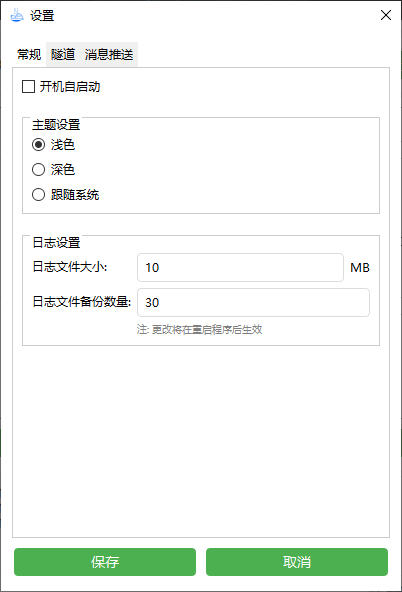 设置
常规 隧道 消息推送
开机自启动
主题设置
浅色
深色
跟随系统
日志设置
日志文件大小: 10 MB
日志文件备份数量: 30
注: 更改将在重启程序后生效
保存 取消